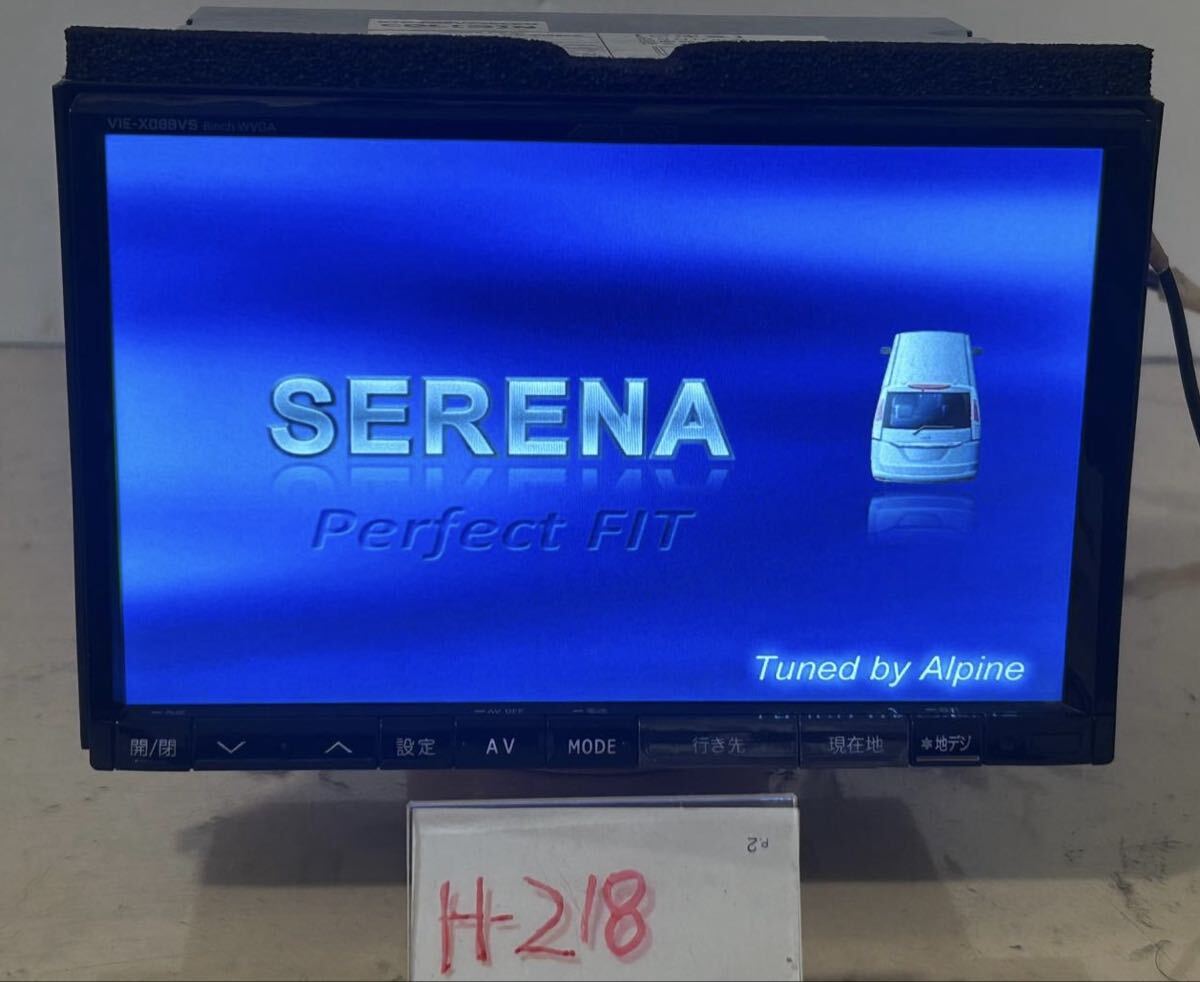 VIE-X088VS 8inch WVGA
SERENA
Perfect FIT
Tuned by Alpine
開/閉
設定
AV
MODE
行き先
現在地
✽地デジ
P.2
H-218